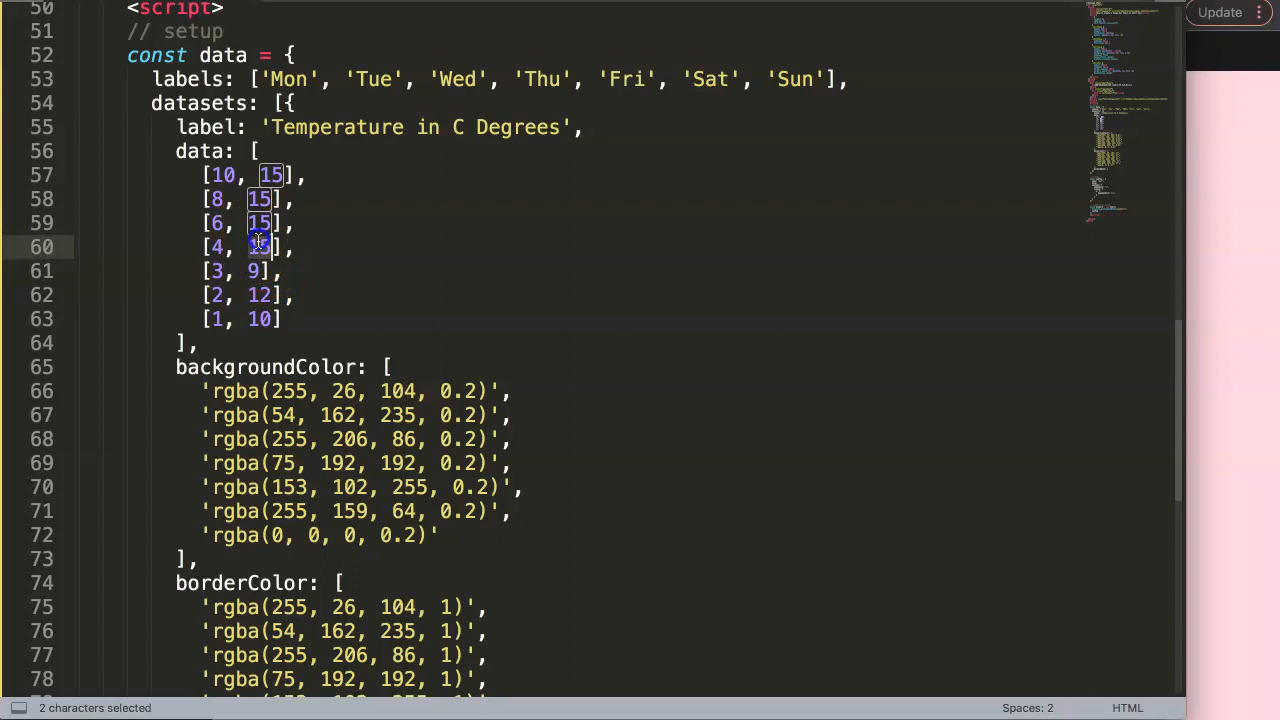 50 <script>
51 // setup
52 const data = {
53 labels: ['Mon', 'Tue', 'Wed', 'Thu', 'Fri', 'Sat', 'Sun'],
54 datasets: [{
55 label: 'Temperature in C Degrees',
56 data: [
57 [10, 15],
58 [8, 15],
59 [6, 15],
60 [4, 15],
61 [3, 9],
62 [2, 12],
63 [1, 10]
64 ],
65 backgroundColor: [
66 'rgba(255, 26, 104, 0.2)',
67 'rgba(54, 162, 235, 0.2)',
68 'rgba(255, 206, 86, 0.2)',
69 'rgba(75, 192, 192, 0.2)',
70 'rgba(153, 102, 255, 0.2)',
71 'rgba(255, 159, 64, 0.2)',
72 'rgba(0, 0, 0, 0.2)'
73 ],
74 borderColor: [
75 'rgba(255, 26, 104, 1)',
76 'rgba(54, 162, 235, 1)',
77 'rgba(255, 206, 86, 1)',
78 'rgba(75, 192, 192, 1)',
Update
2 characters selected
Spaces: 2
HTML